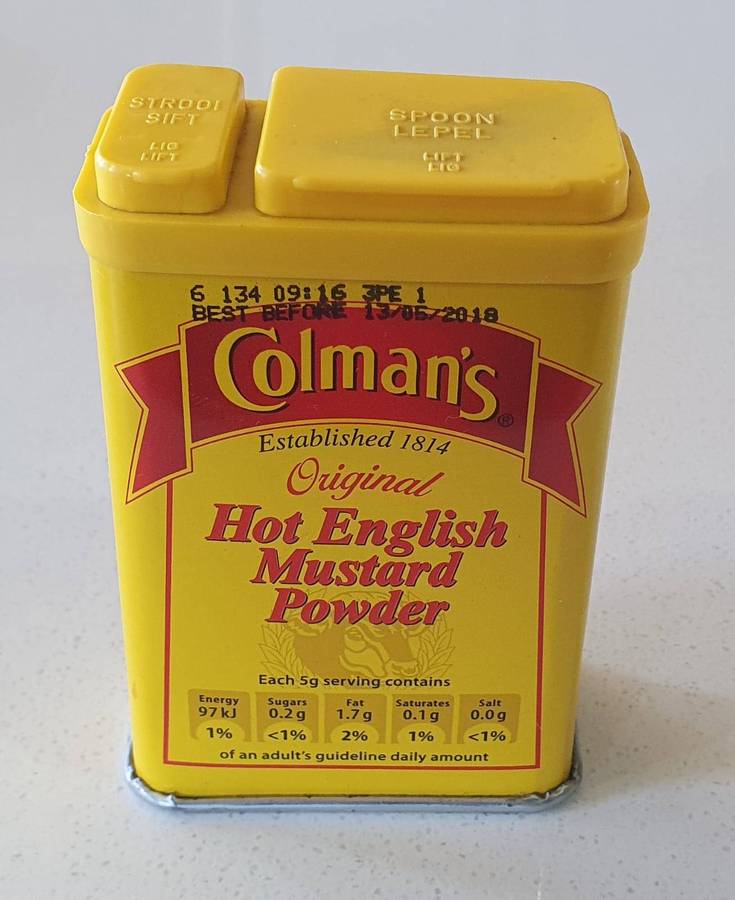 STROOI
SIFT
LIG
LIFT
SPOON
LEPEL
LIFT
LIG
6 134 09:16 3PE 1
BEST BEFORE 13/05/2018
Colman's ®
Established 1814
Original
Hot English
Mustard
Powder
Each 5g serving contains
Energy Sugars Fat Saturates Salt
97kJ 0.2g 1.7g 0.1g 0.0g
1% <1% 2% 1% <1%
of an adult's guideline daily amount